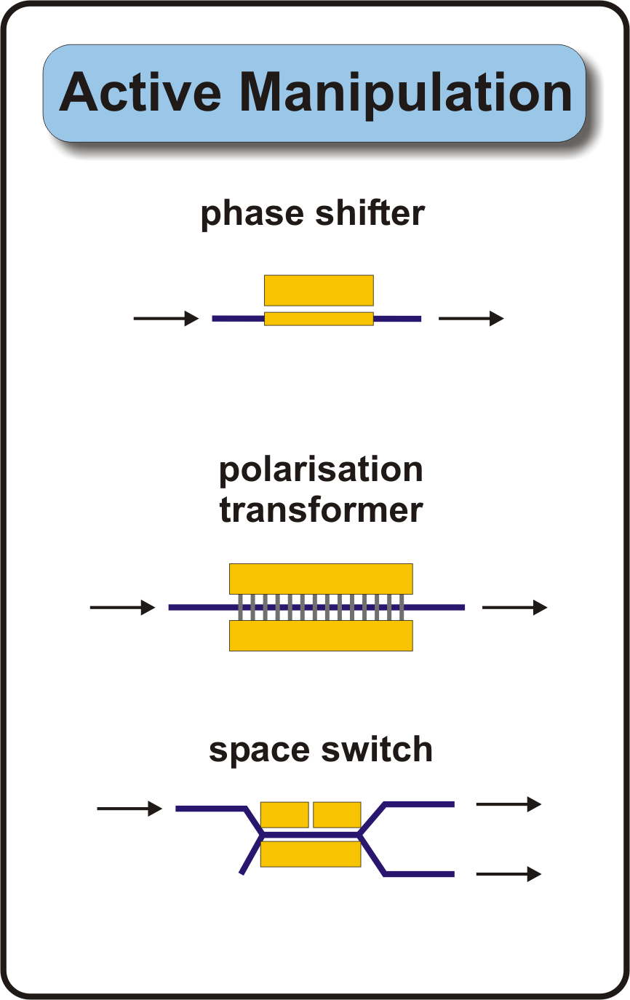 Active Manipulation
phase shifter
polarisation
transformer
space switch